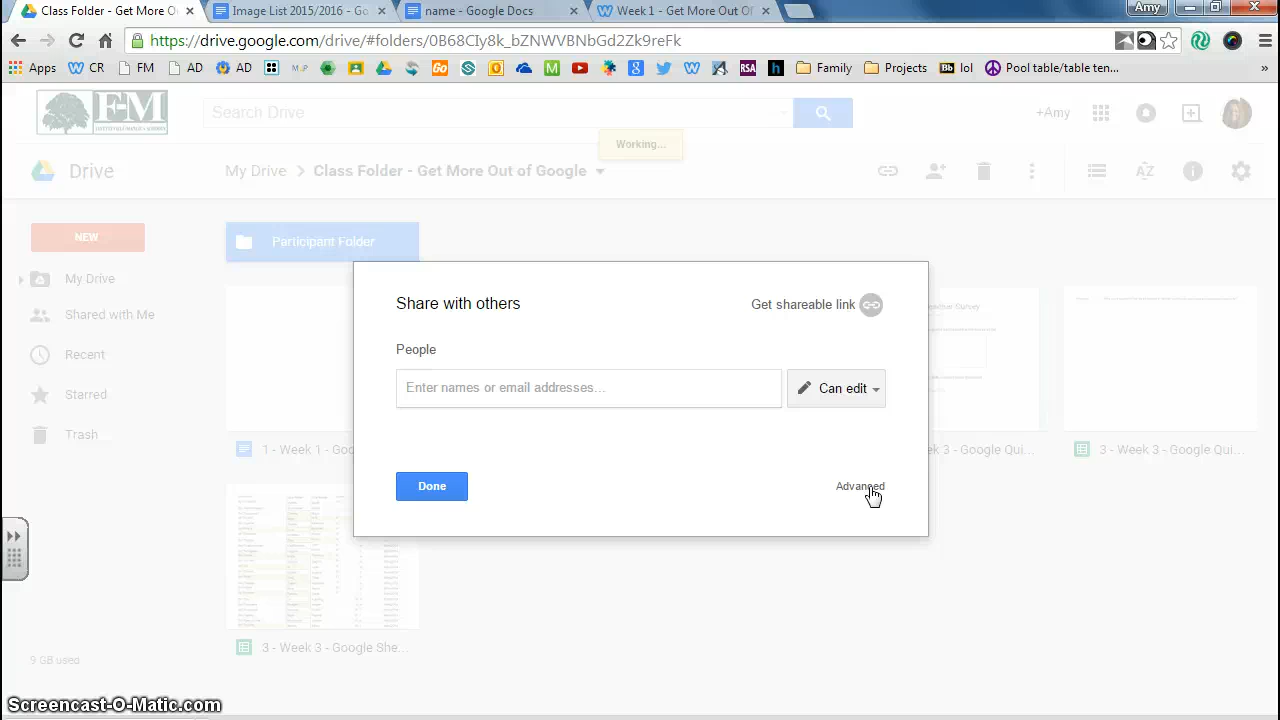 Class Folder - Get More O
Image List 2015/2016 - Go
name - Google Docs
Week 1 - Get More Out Of
Amy
https://drive.google.com/drive/#folders/
Apps
CR
FM
AD
AD
Family
Projects
lol
Pool table/table ten...
F-M
Search Drive
+Amy
Working...
Drive
My Drive > Class Folder - Get More Out of Google
NEW
Participant Folder
My Drive
Shared with Me
Recent
Starred
Trash
Share with others
Get shareable link
People
Enter names or email addresses...
Can edit
Done
Advanced
1 - Week 1 - Goo
ek 3 - Google Qui...
3 - Week 3 - Google Qui...
3 - Week 3 - Google She...
9 GB used
Screencast-O-Matic.com